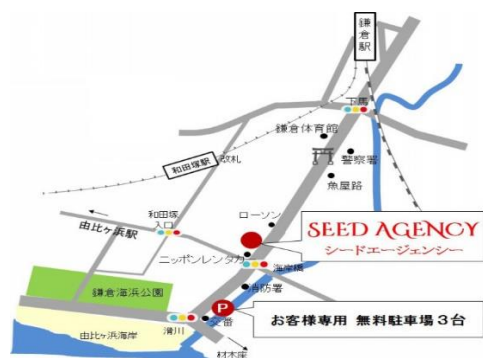 鎌倉駅
下馬
鎌倉体育館
改札
和田塚駅
警察署
魚屋路
ローソン
和田塚
入口
由比ヶ浜駅
SEED AGENCY
シードエージェンシー
ニッポンレンタカー
海岸橋
消防署
鎌倉海浜公園
P
お客様専用 無料駐車場3台
滑川
交番
由比ヶ浜海岸
材木座